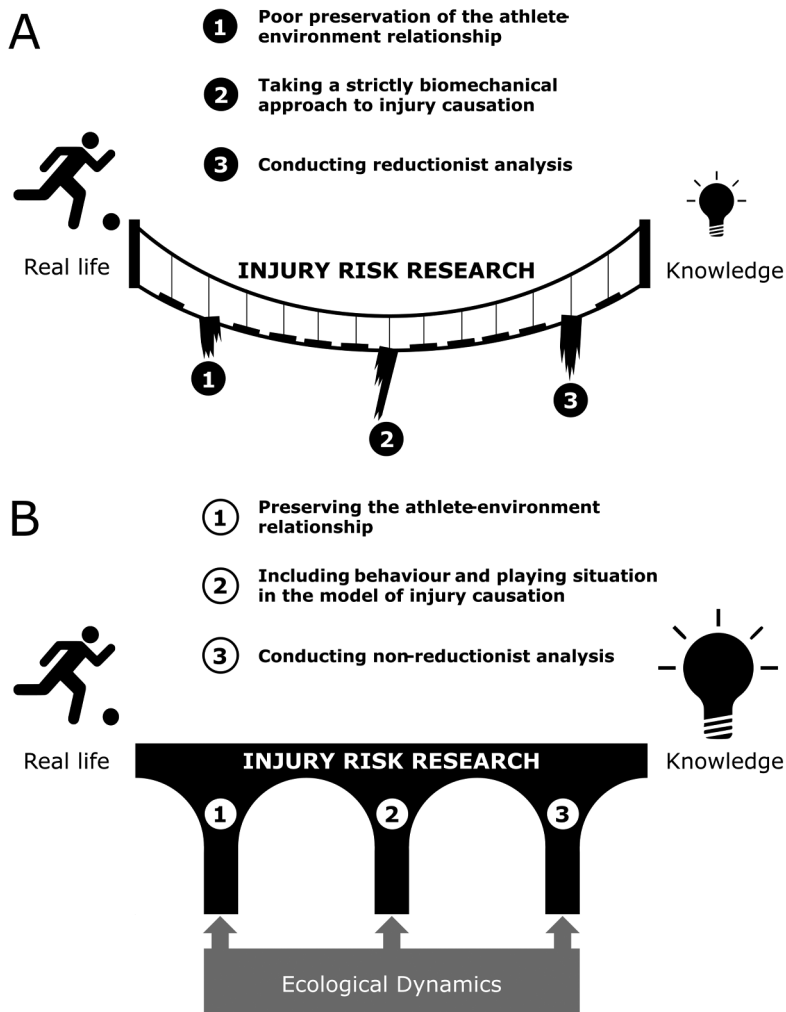 A
1 Poor preservation of the athlete-
environment relationship
2 Taking a strictly biomechanical
approach to injury causation
3 Conducting reductionist analysis
Real life
INJURY RISK RESEARCH
Knowledge
1
2
3
B
1 Preserving the athlete-environment
relationship
2 Including behaviour and playing situation
in the model of injury causation
3 Conducting non-reductionist analysis
Real life
INJURY RISK RESEARCH
Knowledge
1 2 3
Ecological Dynamics